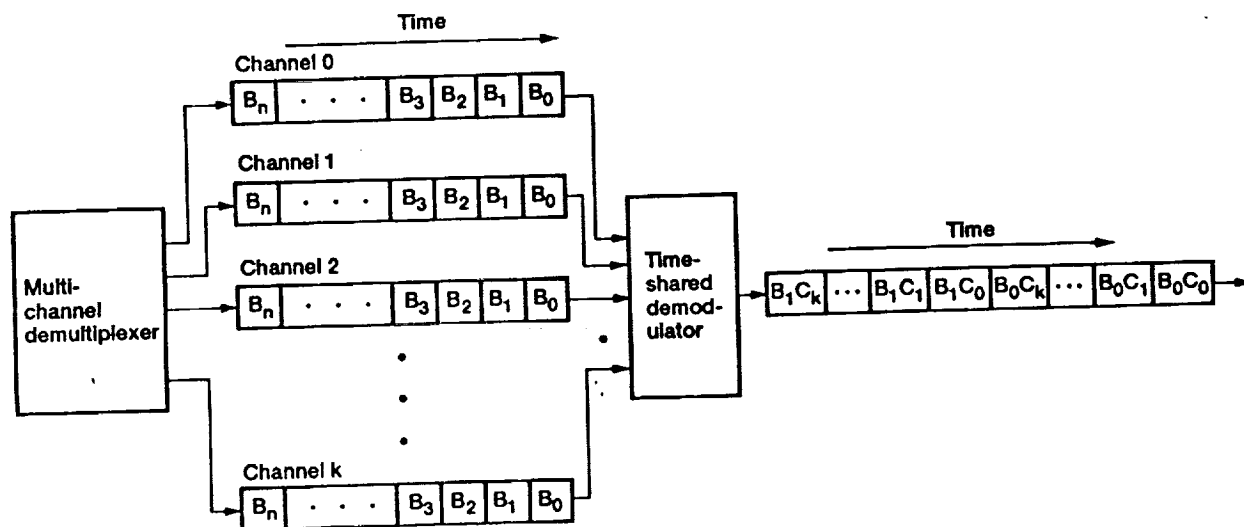 Time
Channel 0
Bn · · · B3 B2 B1 B0
Channel 1
Bn · · · B3 B2 B1 B0
Multi-
channel
demultiplexer
Channel 2
Bn · · · B3 B2 B1 B0
Channel k
Bn · · · B3 B2 B1 B0
Time-
shared
demod-
ulator
Time
B1Ck ··· B1C1 B1C0 B0Ck ··· B0C1 B0C0